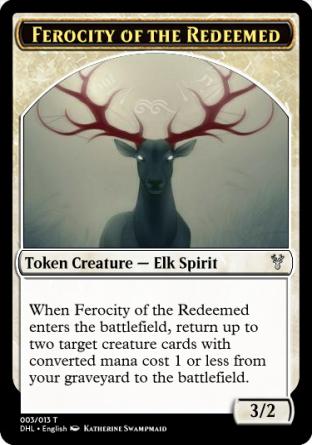 FEROCITY OF THE REDEEMED
Token Creature — Elk Spirit
When Ferocity of the Redeemed
enters the battlefield, return up to
two target creature cards with
converted mana cost 1 or less from
your graveyard to the battlefield.
3/2
003/013 T
DHL • English KATHERINE SWAMPMAID